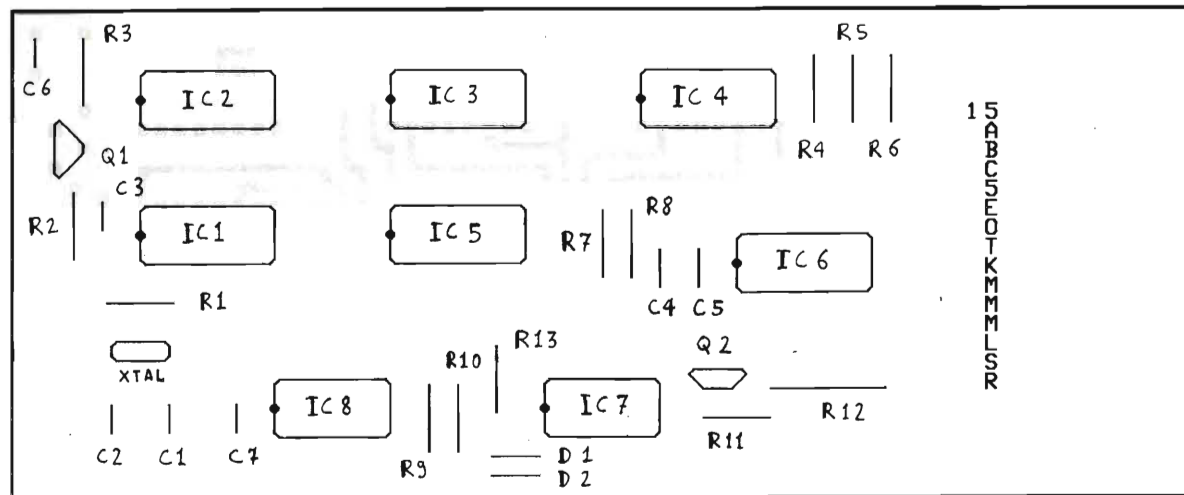 R3
R5
C6
IC2
IC3
IC4
Q1
R4
R6
C3
R2
IC1
IC5
R7
R8
IC6
R1
C4
C5
XTAL
R13
R10
Q2
IC8
IC7
R12
R11
C2
C1
C7
R9
D1
D2
15
A
B
C
5
E
O
T
K
M
M
M
L
S
R